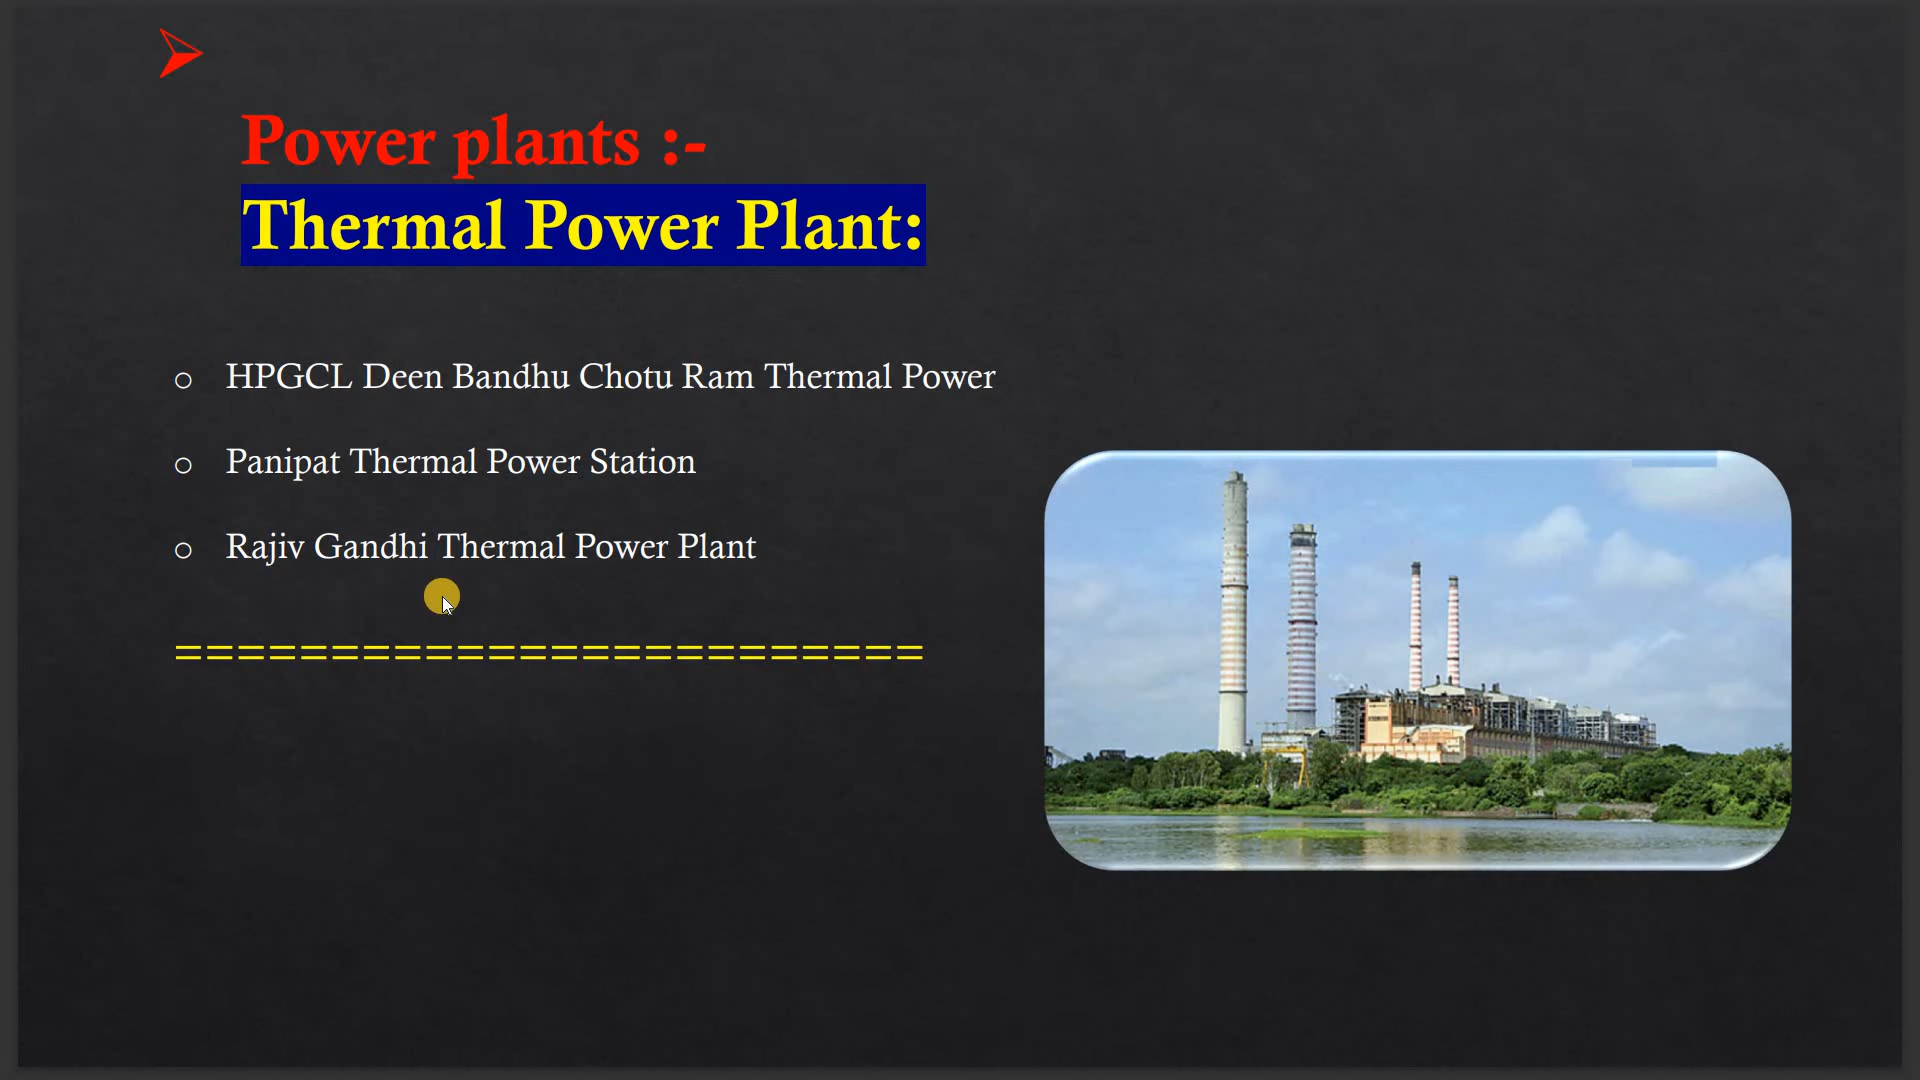 Power plants :-
Thermal Power Plant:
HPGCL Deen Bandhu Chotu Ram Thermal Power
Panipat Thermal Power Station
Rajiv Gandhi Thermal Power Plant
========================